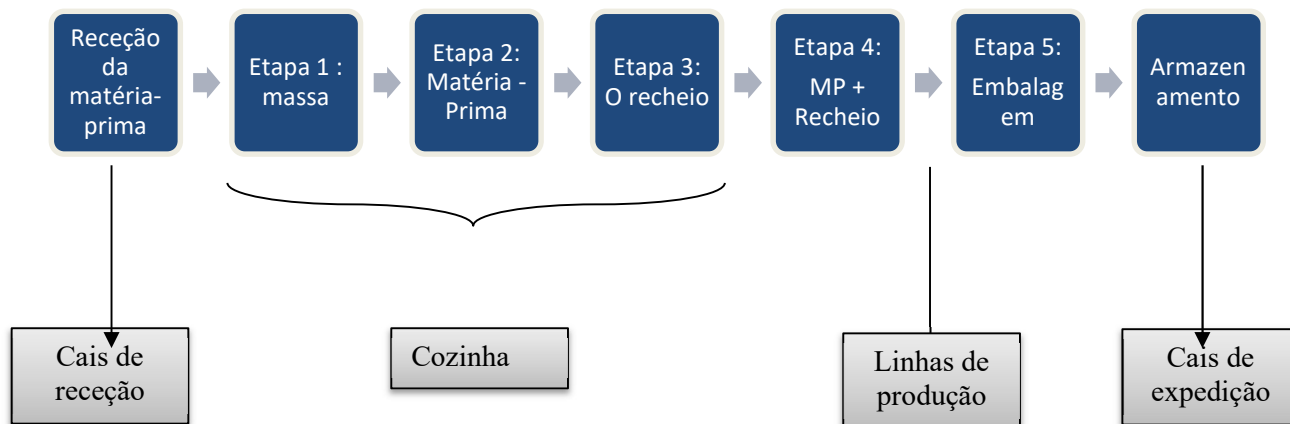 Receção
da
matéria-
prima
Etapa 1 :
massa
Etapa 2:
Matéria -
Prima
Etapa 3:
O recheio
Etapa 4:
MP +
Recheio
Etapa 5:
Embalag
em
Armazen
amento
Cais de
receção
Cozinha
Linhas de
produção
Cais de
expedição